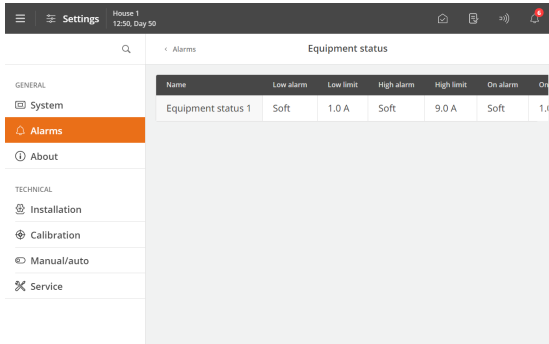 Settings
House 1
12:50, Day 50
6
‹ Alarms
Equipment status
GENERAL
System
Alarms
About
TECHNICAL
Installation
Calibration
Manual/auto
Service
Name Low alarm Low limit High alarm High limit On alarm On
Equipment status 1 Soft 1.0 A Soft 9.0 A Soft